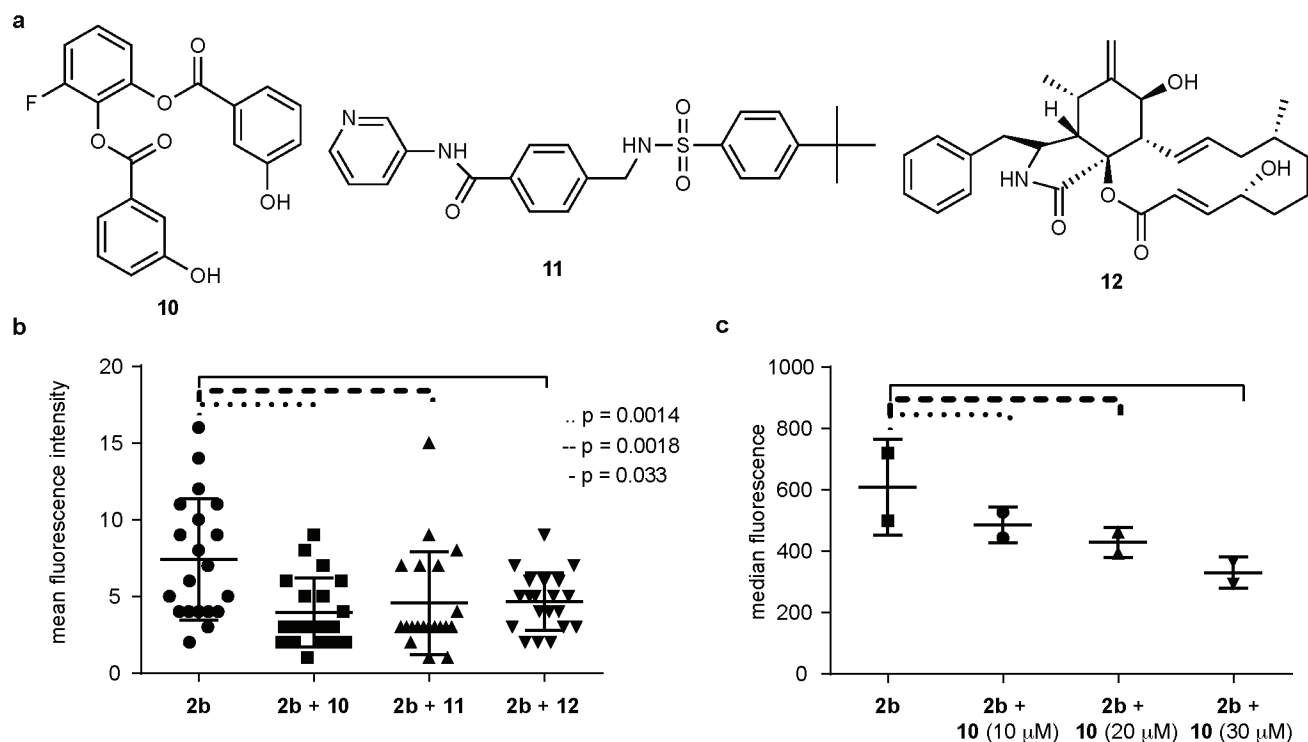 a
O
F
O
O
O
OH
O
OH
10
N
NH
O
HN
O
S
O
11
H
OH
HN
O
O
O
OH
12
b
mean fluorescence intensity
20
15
10
5
0
.. p = 0.0014
-- p = 0.0018
- p = 0.033
2b
2b + 10
2b + 11
2b + 12
c
median fluorescence
1000
800
600
400
200
0
2b
2b +
10 (10 µM)
2b +
10 (20 µM)
2b +
10 (30 µM)